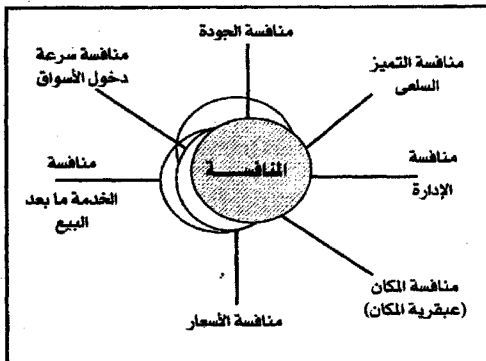 منافسة الجودة
منافسة التميز
السلعى
منافسة
الإدارة
منافسة المكان
(عبقرية المكان)
منافسة الأسعار
منافسة
الخدمة ما بعد
البيع
منافسة سرعة
دخول الأسواق
المنافســـــة